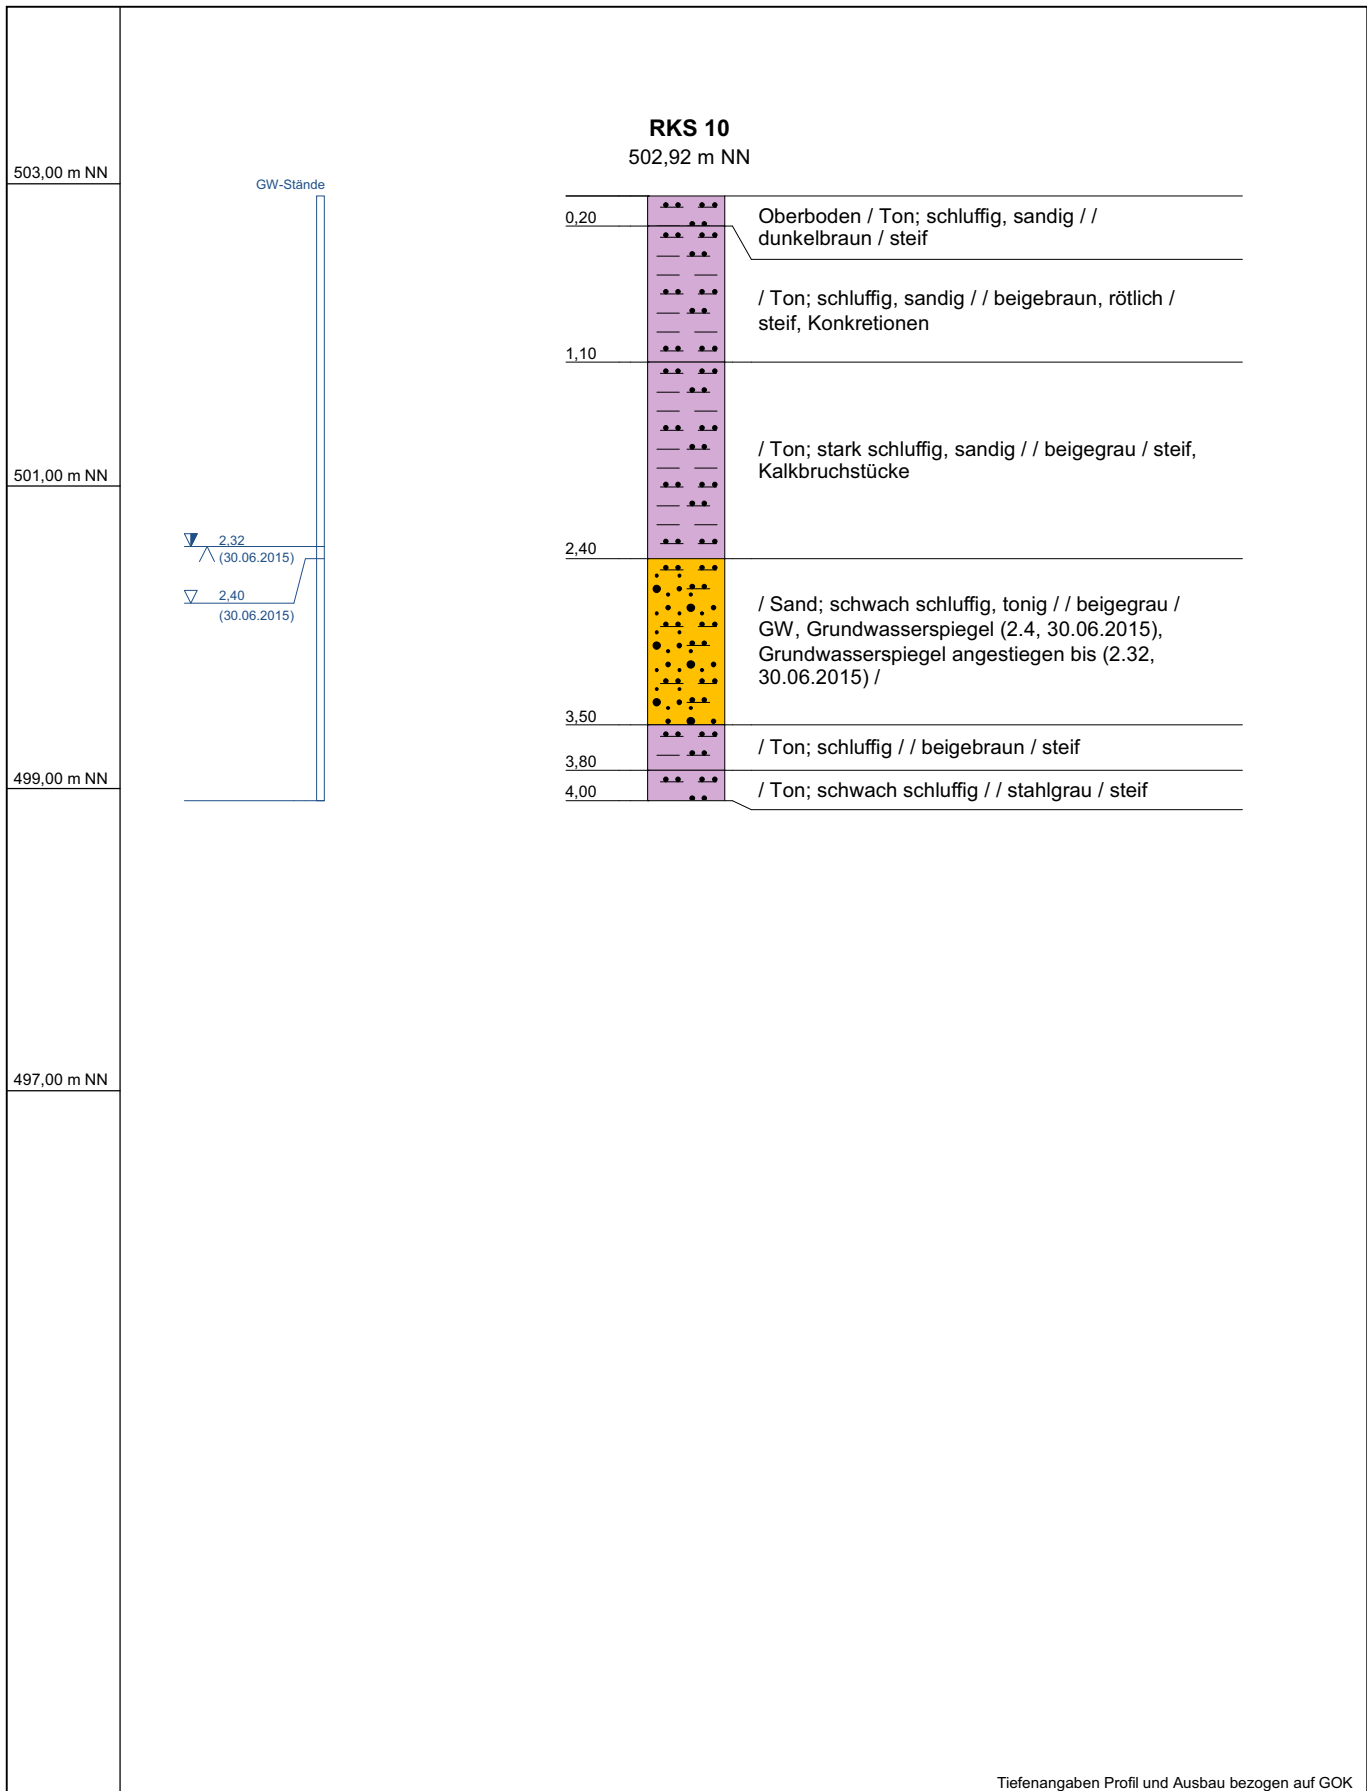 RKS 10
502,92 m NN
503,00 m NN
GW-Stände
0,20
Oberboden / Ton; schluffig, sandig / /
dunkelbraun / steif
/ Ton; schluffig, sandig / / beigebraun, rötlich /
steif, Konkretionen
1,10
/ Ton; stark schluffig, sandig / / beigegrau / steif,
Kalkbruchstücke
501,00 m NN
2,32
(30.06.2015)
2,40
2,40
(30.06.2015)
/ Sand; schwach schluffig, tonig / / beigegrau /
GW, Grundwasserspiegel (2.4, 30.06.2015),
Grundwasserspiegel angestiegen bis (2.32,
30.06.2015) /
3,50
/ Ton; schluffig / / beigebraun / steif
3,80
499,00 m NN
/ Ton; schwach schluffig / / stahlgrau / steif
4,00
497,00 m NN
Tiefenangaben Profil und Ausbau bezogen auf GOK